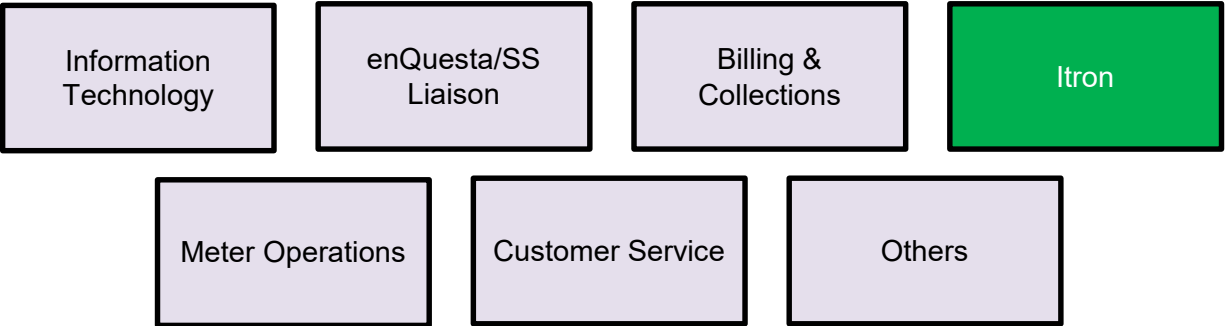 Information
Technology
enQuesta/SS
Liaison
Billing &
Collections
Itron
Meter Operations
Customer Service
Others